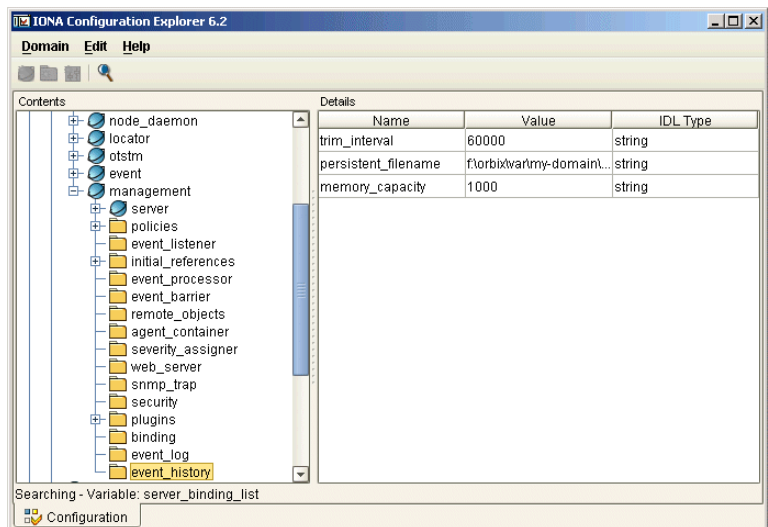 IONA Configuration Explorer 6.2
Domain Edit Help
Contents
node_daemon
locator
otstm
event
management
server
policies
event_listener
initial_references
event_processor
event_barrier
remote_objects
agent_container
severity_assigner
web_server
snmp_trap
security
plugins
binding
event_log
event_history
Details
Name Value IDL Type
trim_interval 60000 string
persistent_filename f:\orbix\var\my-domain\... string
memory_capacity 1000 string
Searching - Variable: server_binding_list
Configuration